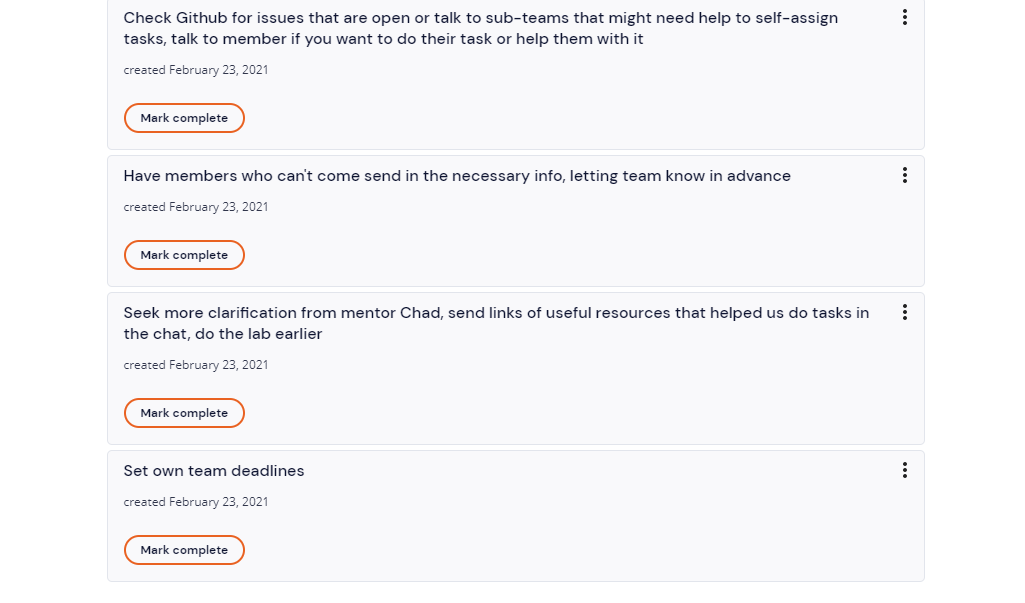 Check Github for issues that are open or talk to sub-teams that might need help to self-assign
tasks, talk to member if you want to do their task or help them with it
created February 23, 2021
Mark complete
Have members who can't come send in the necessary info, letting team know in advance
created February 23, 2021
Mark complete
Seek more clarification from mentor Chad, send links of useful resources that helped us do tasks in
the chat, do the lab earlier
created February 23, 2021
Mark complete
Set own team deadlines
created February 23, 2021
Mark complete